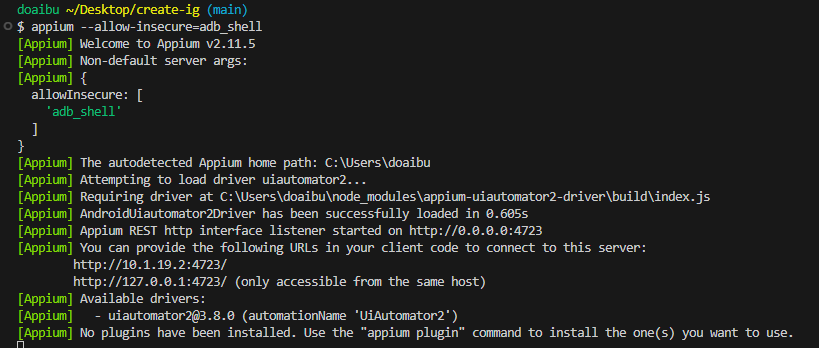 doaibu ~/Desktop/create-ig (main)
$ appium --allow-insecure=adb_shell
[Appium] Welcome to Appium v2.11.5
[Appium] Non-default server args:
[Appium] {
  allowInsecure: [
    'adb_shell'
  ]
}
[Appium] The autodetected Appium home path: C:\Users\doaibu
[Appium] Attempting to load driver uiautomator2...
[Appium] Requiring driver at C:\Users\doaibu\node_modules\appium-uiautomator2-driver\build\index.js
[Appium] AndroidUiautomator2Driver has been successfully loaded in 0.605s
[Appium] Appium REST http interface listener started on http://0.0.0.0:4723
[Appium] You can provide the following URLs in your client code to connect to this server:
        http://10.1.19.2:4723/
        http://127.0.0.1:4723/ (only accessible from the same host)
[Appium] Available drivers:
[Appium]   - uiautomator2@3.8.0 (automationName 'UiAutomator2')
[Appium] No plugins have been installed. Use the "appium plugin" command to install the one(s) you want to use.